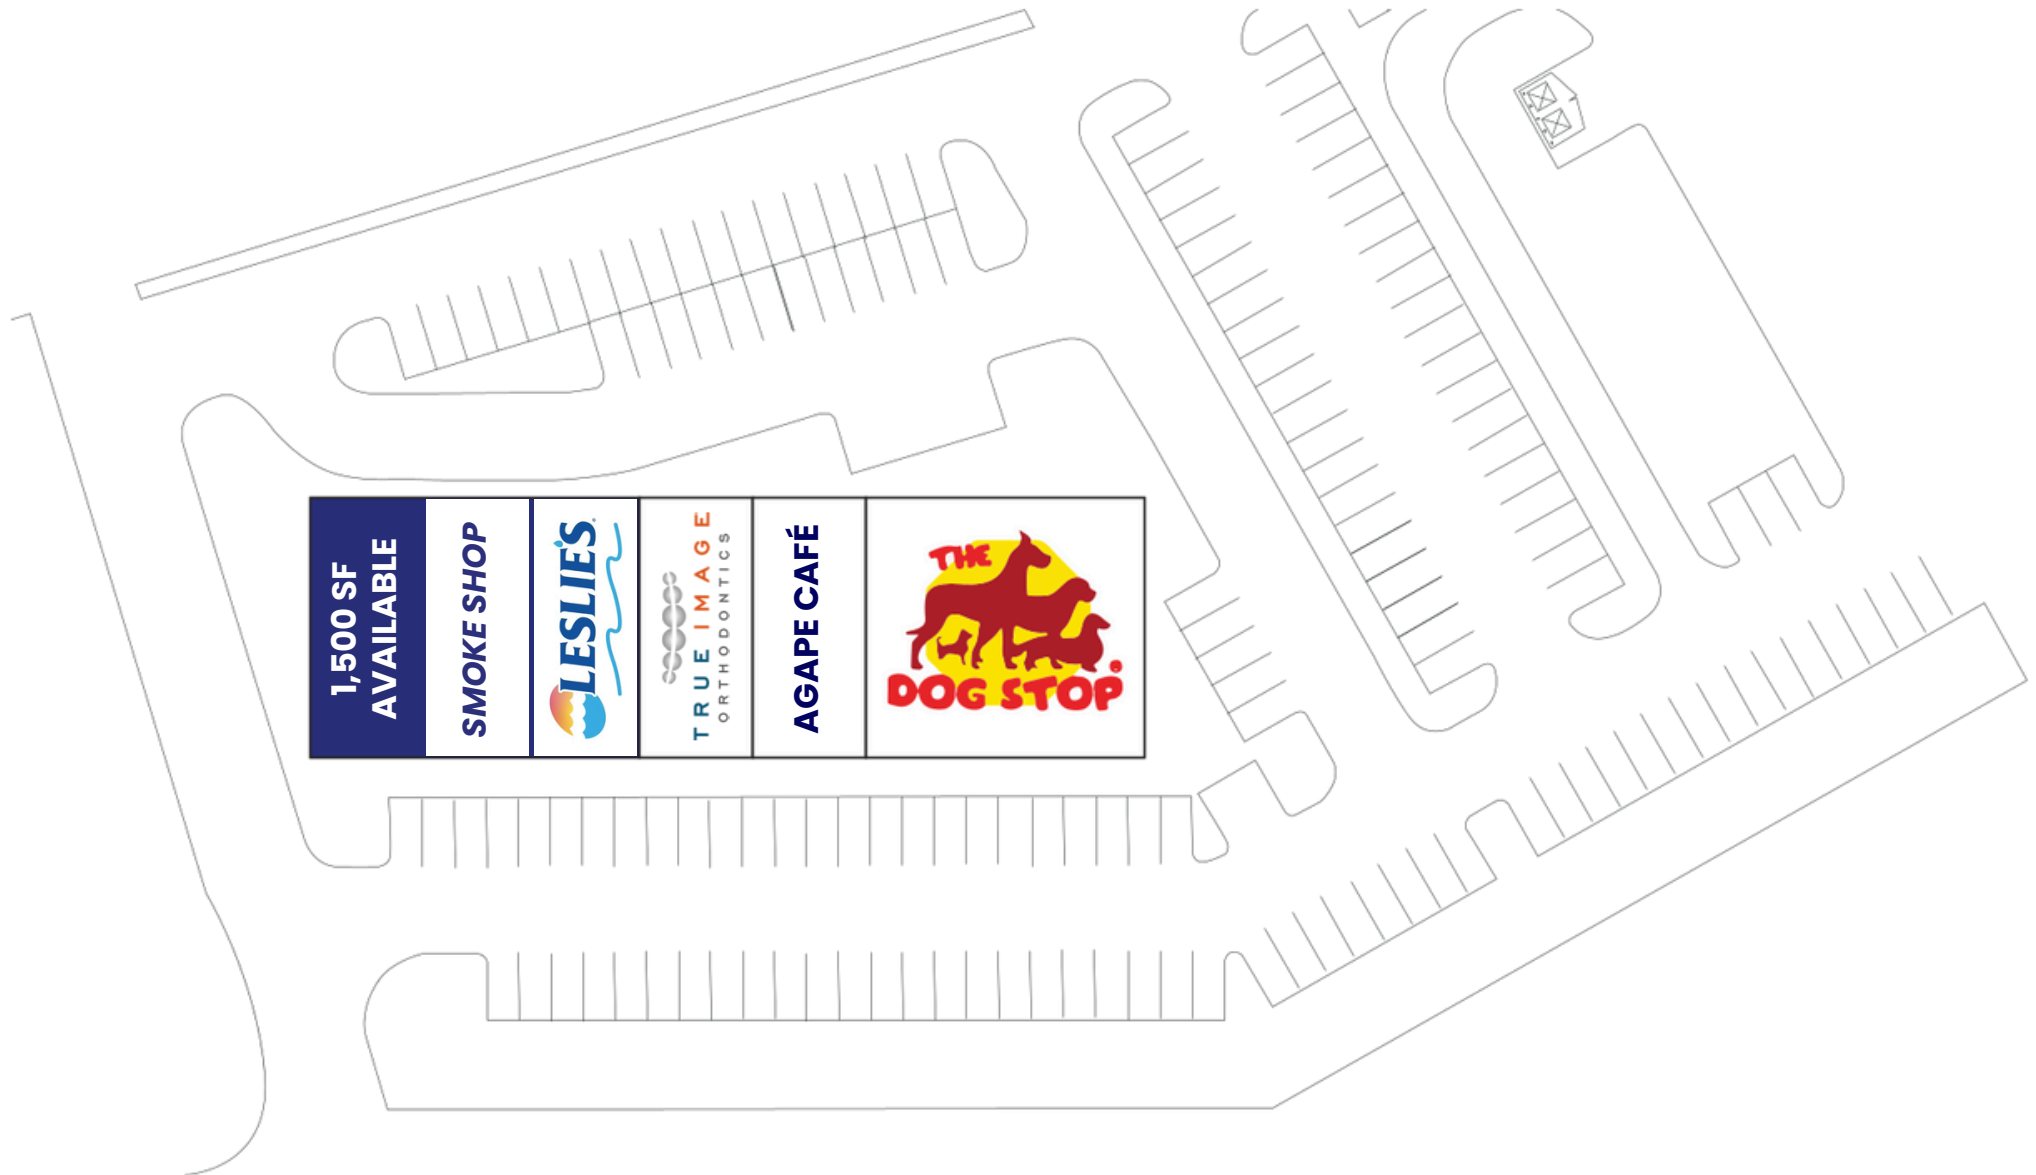 1,500 SF
AVAILABLE
SMOKE SHOP
LESLIE'S
TRUE IMAGE
ORTHODONTICS
AGAPE CAFÉ
THE
DOG STOP®